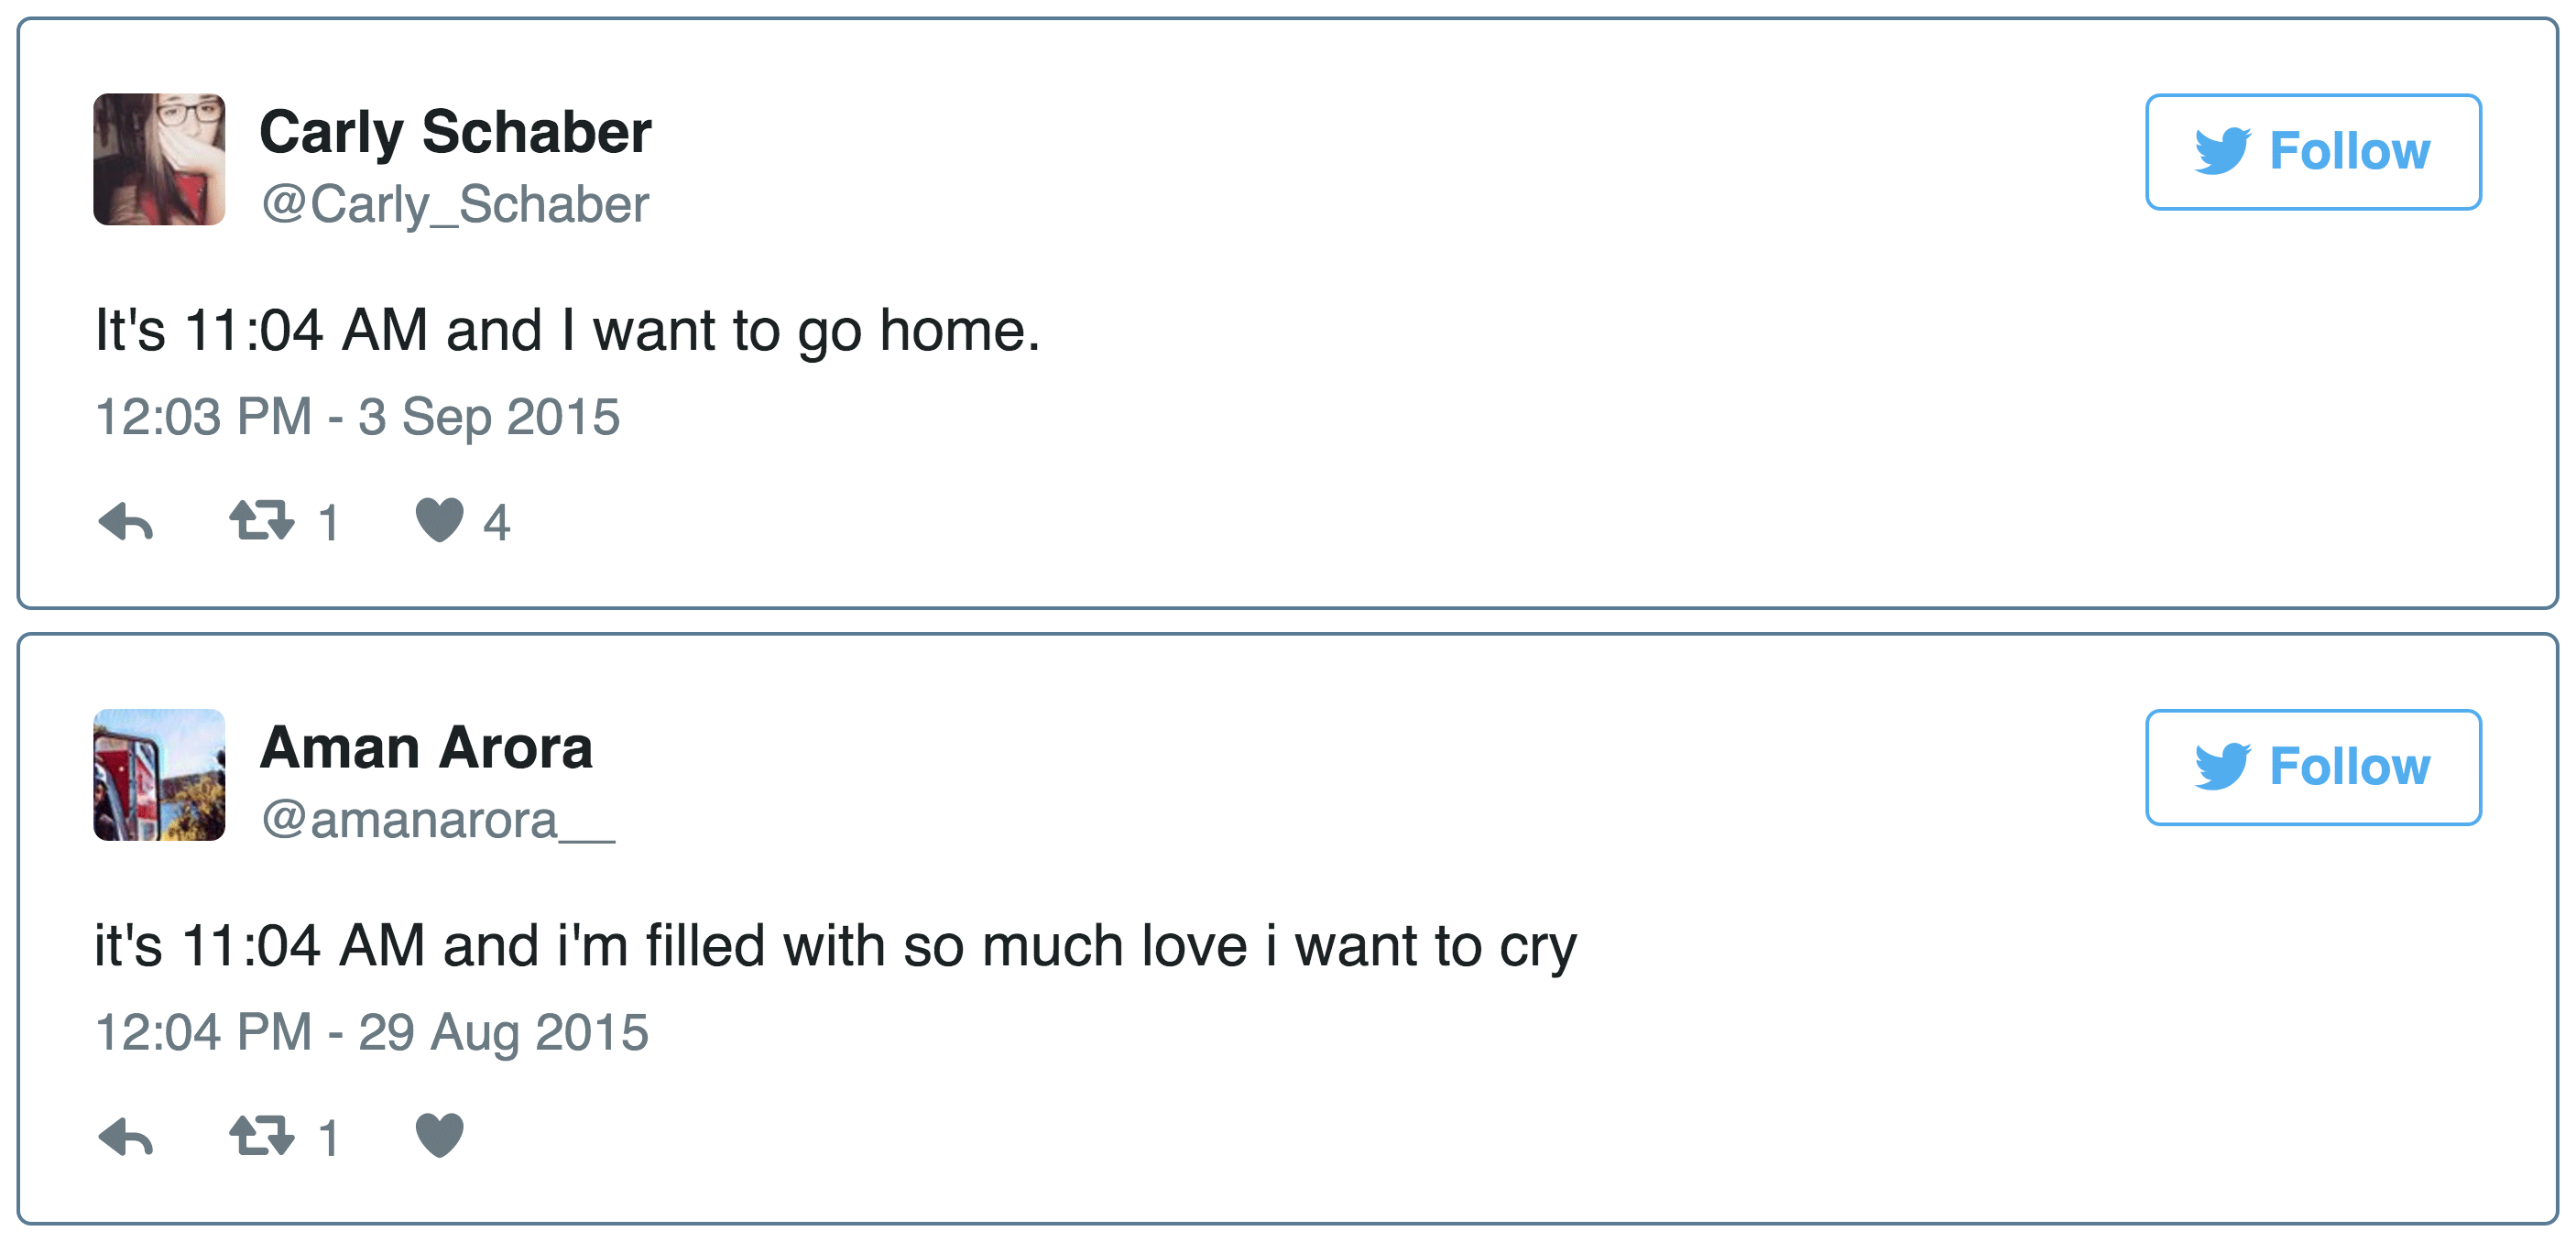 Carly Schaber
@Carly_Schaber
Follow
It's 11:04 AM and I want to go home.
12:03 PM - 3 Sep 2015
1 4
Aman Arora
@amanarora__
Follow
it's 11:04 AM and i'm filled with so much love i want to cry
12:04 PM - 29 Aug 2015
1